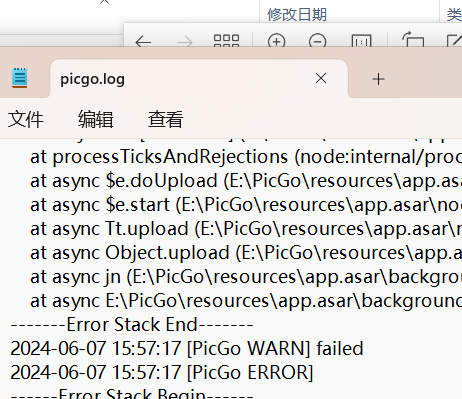 修改日期
类
picgo.log
文件 编辑 查看
at processTicksAndRejections (node:internal/proc
at async $e.doUpload (E:\PicGo\resources\app.asa
at async $e.start (E:\PicGo\resources\app.asar\no
at async Tt.upload (E:\PicGo\resources\app.asar\n
at async Object.upload (E:\PicGo\resources\app.a
at async jn (E:\PicGo\resources\app.asar\backgro
at async E:\PicGo\resources\app.asar\background
-------Error Stack End-------
2024-06-07 15:57:17 [PicGo WARN] failed
2024-06-07 15:57:17 [PicGo ERROR]
------Error Stack Begin------